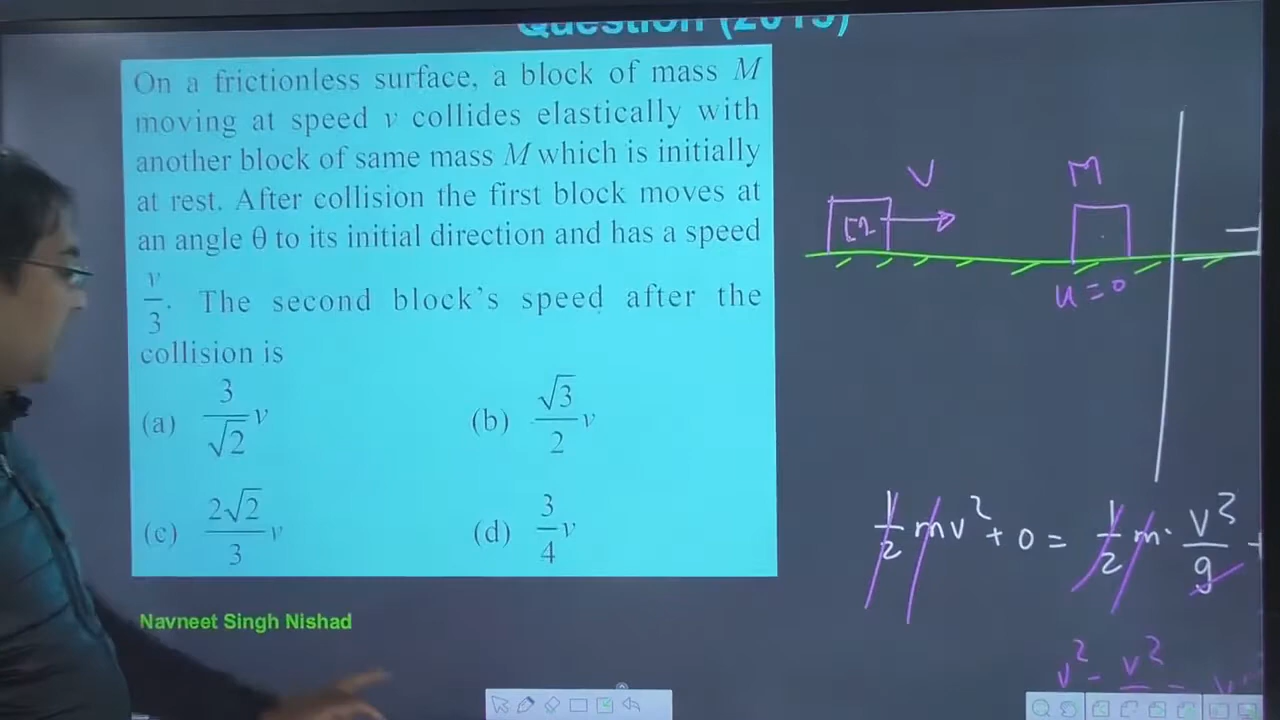 Question (2015)
On a frictionless surface, a block of mass M
moving at speed v collides elastically with
another block of same mass M which is initially
at rest. After collision the first block moves at
an angle θ to its initial direction and has a speed
v/3. The second block's speed after the
collision is
(a) 3/√2 v
(b) √3/2 v
(c) 2√2/3 v
(d) 3/4 v
Navneet Singh Nishad
V
M
u=0
1/2 mv² + 0 = 1/2 m · v²/9 +
v² - v²